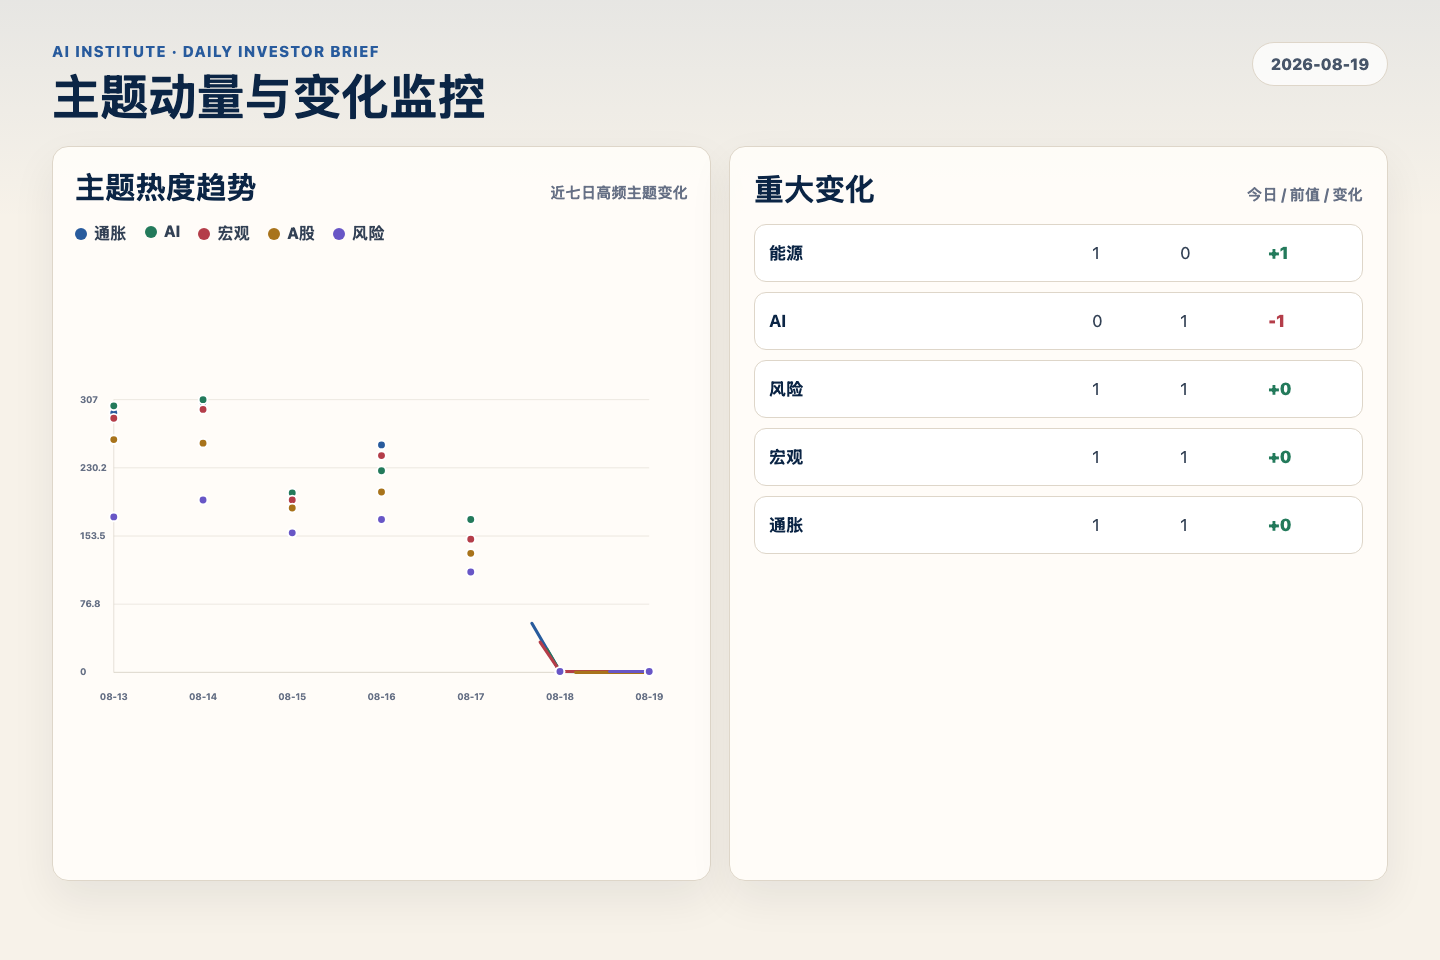 AI INSTITUTE · DAILY INVESTOR BRIEF
主题动量与变化监控
2026-08-19
主题热度趋势
近七日高频主题变化
通胀 AI 宏观 A股 风险
307
230.2
153.5
76.8
0
08-13 08-14 08-15 08-16 08-17 08-18 08-19
重大变化
今日 / 前值 / 变化
能源 1 0 +1
AI 0 1 -1
风险 1 1 +0
宏观 1 1 +0
通胀 1 1 +0